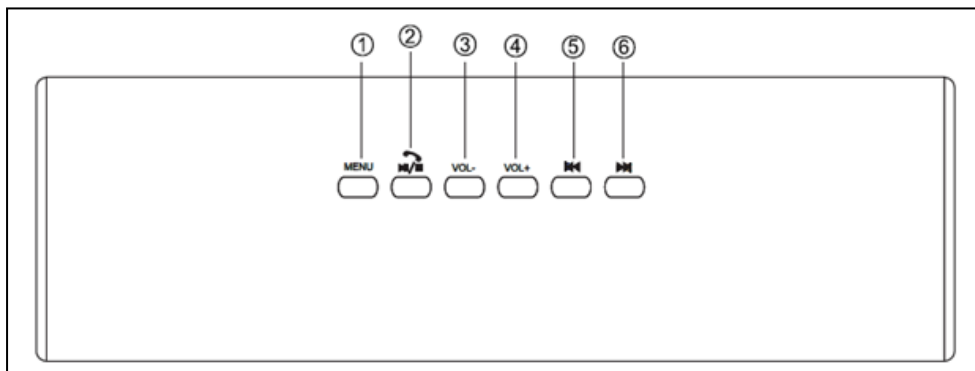 ① ② ③ ④ ⑤ ⑥
MENU ⏯/⏹ VOL- VOL+ ⏮ ⏭